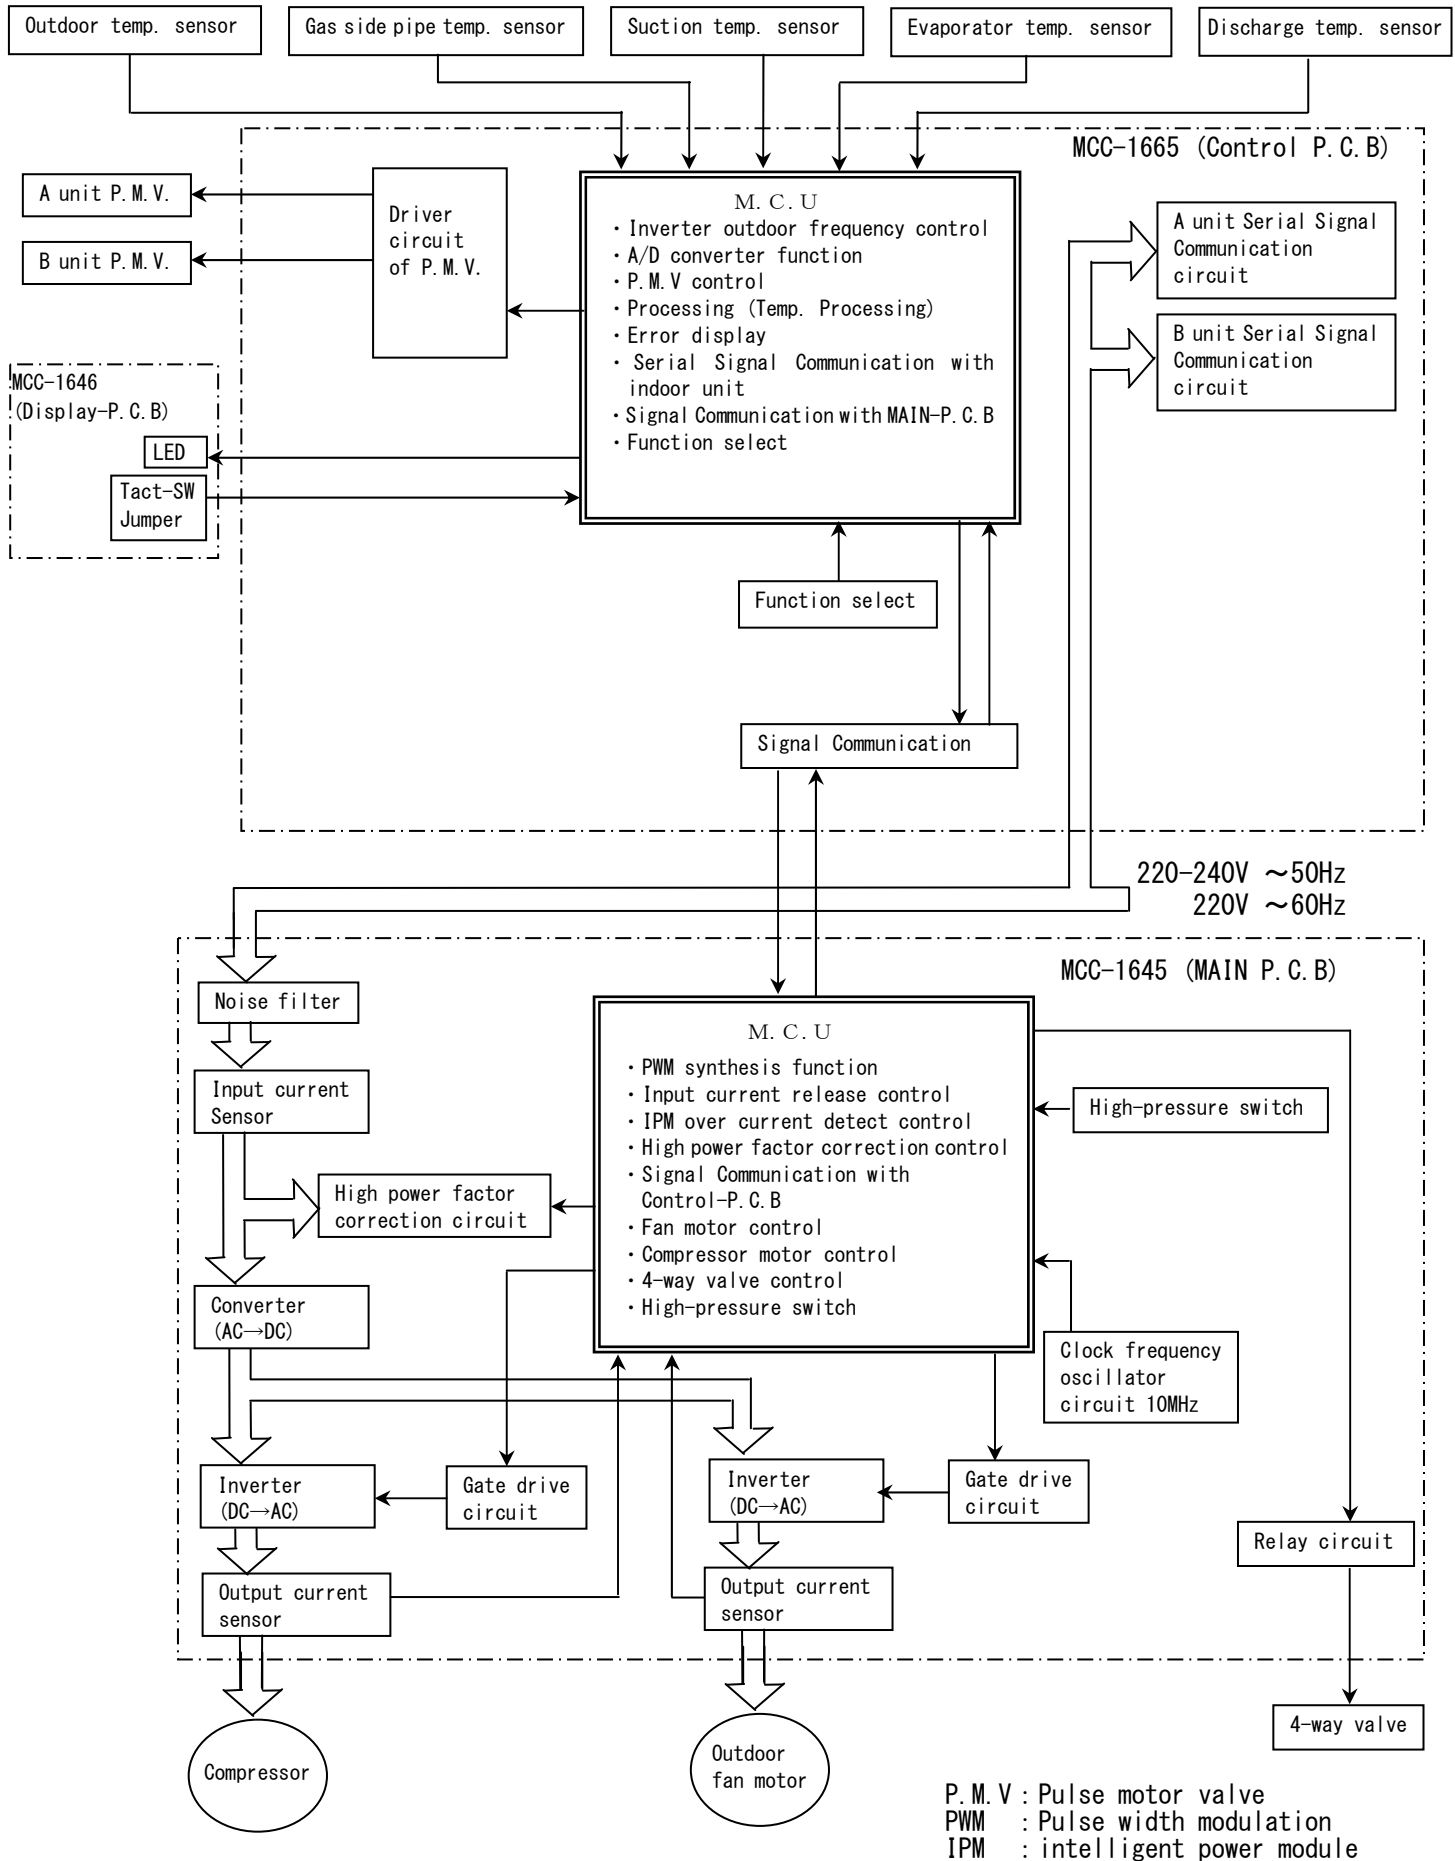 Outdoor temp. sensor
Gas side pipe temp. sensor
Suction temp. sensor
Evaporator temp. sensor
Discharge temp. sensor
MCC-1665 (Control P.C.B)
A unit P.M.V.
B unit P.M.V.
Driver
circuit
of P.M.V.
M.C.U
・Inverter outdoor frequency control
・A/D converter function
・P.M.V control
・Processing (Temp. Processing)
・Error display
・Serial Signal Communication with
indoor unit
・Signal Communication with MAIN-P.C.B
・Function select
A unit Serial Signal
Communication
circuit
B unit Serial Signal
Communication
circuit
MCC-1646
(Display-P.C.B)
LED
Tact-SW
Jumper
Function select
Signal Communication
220-240V ～50Hz
220V ～60Hz
MCC-1645 (MAIN P.C.B)
Noise filter
Input current
Sensor
High power factor
correction circuit
Converter
(AC→DC)
M.C.U
・PWM synthesis function
・Input current release control
・IPM over current detect control
・High power factor correction control
・Signal Communication with
Control-P.C.B
・Fan motor control
・Compressor motor control
・4-way valve control
・High-pressure switch
High-pressure switch
Clock frequency
oscillator
circuit 10MHz
Inverter
(DC→AC)
Gate drive
circuit
Inverter
(DC→AC)
Gate drive
circuit
Relay circuit
Output current
sensor
Output current
sensor
4-way valve
Compressor
Outdoor
fan motor
P.M.V : Pulse motor valve
PWM : Pulse width modulation
IPM : intelligent power module